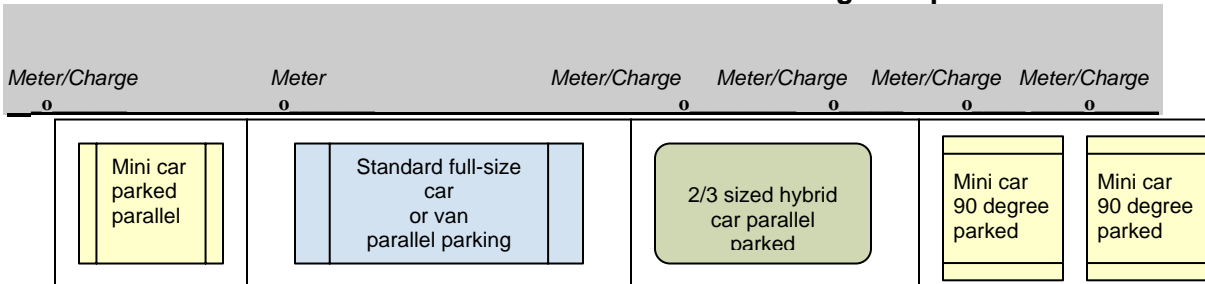 Meter/Charge Meter Meter/Charge Meter/Charge Meter/Charge Meter/Charge
o o o o o o
Mini car
parked
parallel
Standard full-size
car
or van
parallel parking
2/3 sized hybrid
car parallel
parked
Mini car
90 degree
parked
Mini car
90 degree
parked